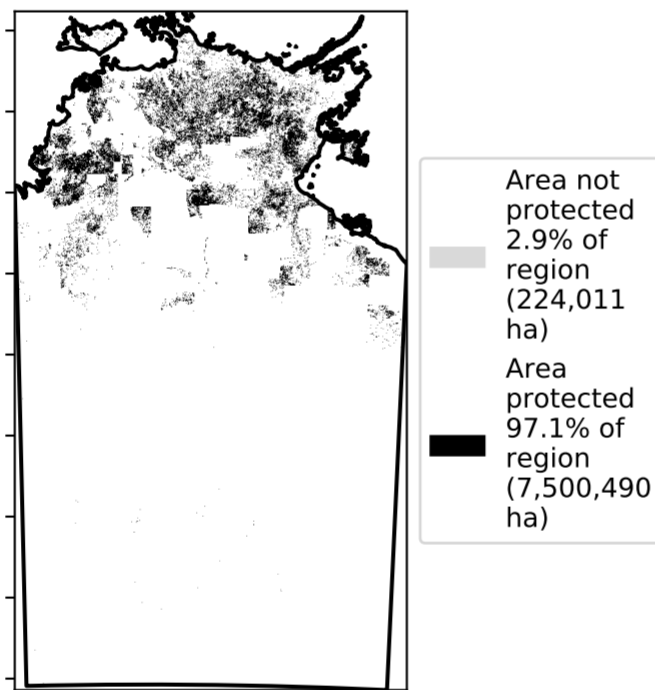 Area not
protected
2.9% of
region
(224,011
ha)
Area
protected
97.1% of
region
(7,500,490
ha)